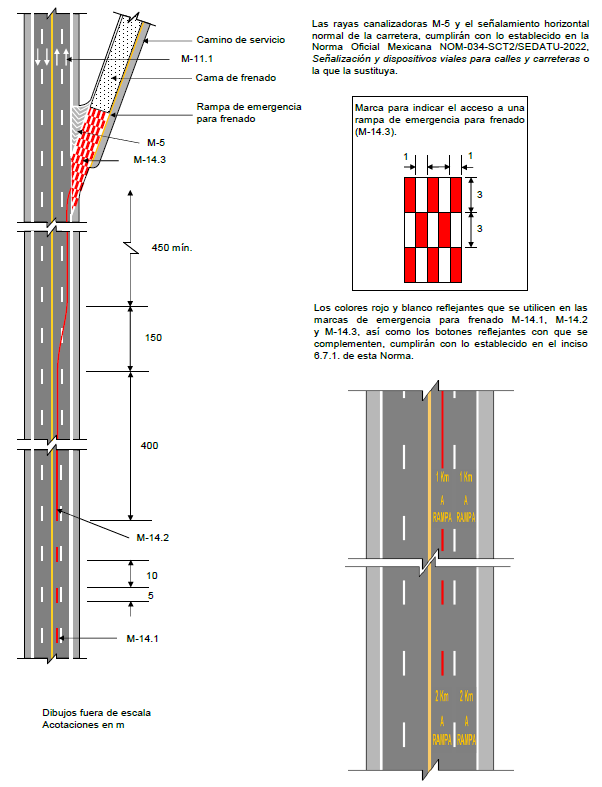 Camino de servicio
M-11.1
Cama de frenado
Rampa de emergencia
para frenado
M-5
M-14.3
450 mín.
150
400
M-14.2
10
5
M-14.1
Dibujos fuera de escala
Acotaciones en m
Las rayas canalizadoras M-5 y el señalamiento horizontal
normal de la carretera, cumplirán con lo establecido en la
Norma Oficial Mexicana NOM-034-SCT2/SEDATU-2022,
Señalización y dispositivos viales para calles y carreteras o
la que la sustituya.
Marca para indicar el acceso a una
rampa de emergencia para frenado
(M-14.3).
1 1
3
3
Los colores rojo y blanco reflejantes que se utilicen en las
marcas de emergencia para frenado M-14.1, M-14.2
y M-14.3, así como los botones reflejantes con que se
complementen, cumplirán con lo establecido en el inciso
6.7.1. de esta Norma.
1 Km 1 Km
A A
RAMPA RAMPA
2 Km 2 Km
A A
RAMPA RAMPA